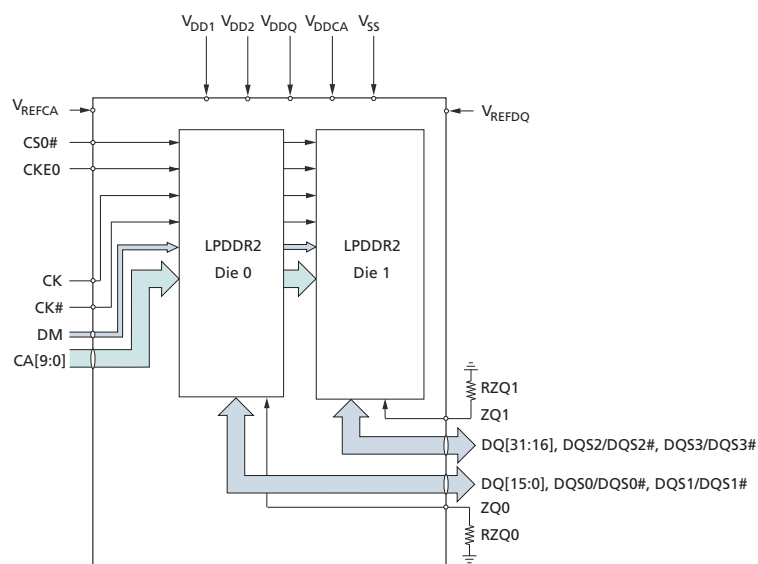 VDD1 VDD2 VDDQ VDDCA VSS
VREFCA
VREFDQ
CS0#
CKE0
LPDDR2
Die 0
LPDDR2
Die 1
CK
CK#
DM
CA[9:0]
RZQ1
ZQ1
DQ[31:16], DQS2/DQS2#, DQS3/DQS3#
DQ[15:0], DQS0/DQS0#, DQS1/DQS1#
ZQ0
RZQ0